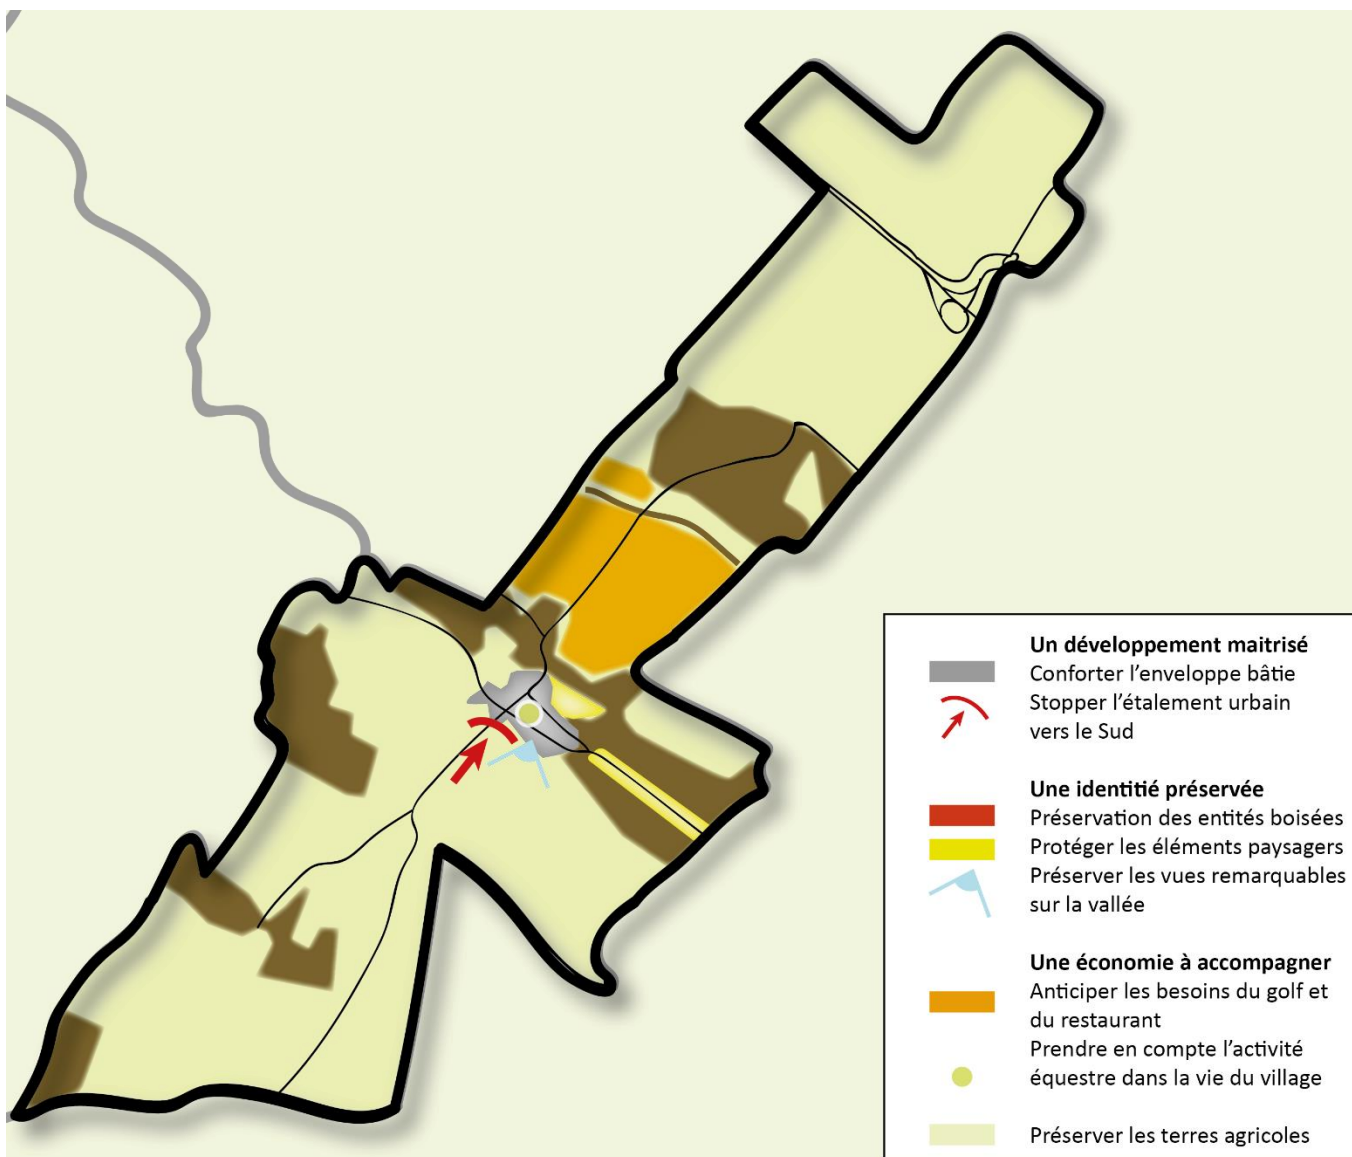 Un développement maitrisé
Conforter l'enveloppe bâtie
Stopper l'étalement urbain
vers le Sud
Une identité préservée
Préservation des entités boisées
Protéger les éléments paysagers
Préserver les vues remarquables
sur la vallée
Une économie à accompagner
Anticiper les besoins du golf et
du restaurant
Prendre en compte l'activité
équestre dans la vie du village
Préserver les terres agricoles